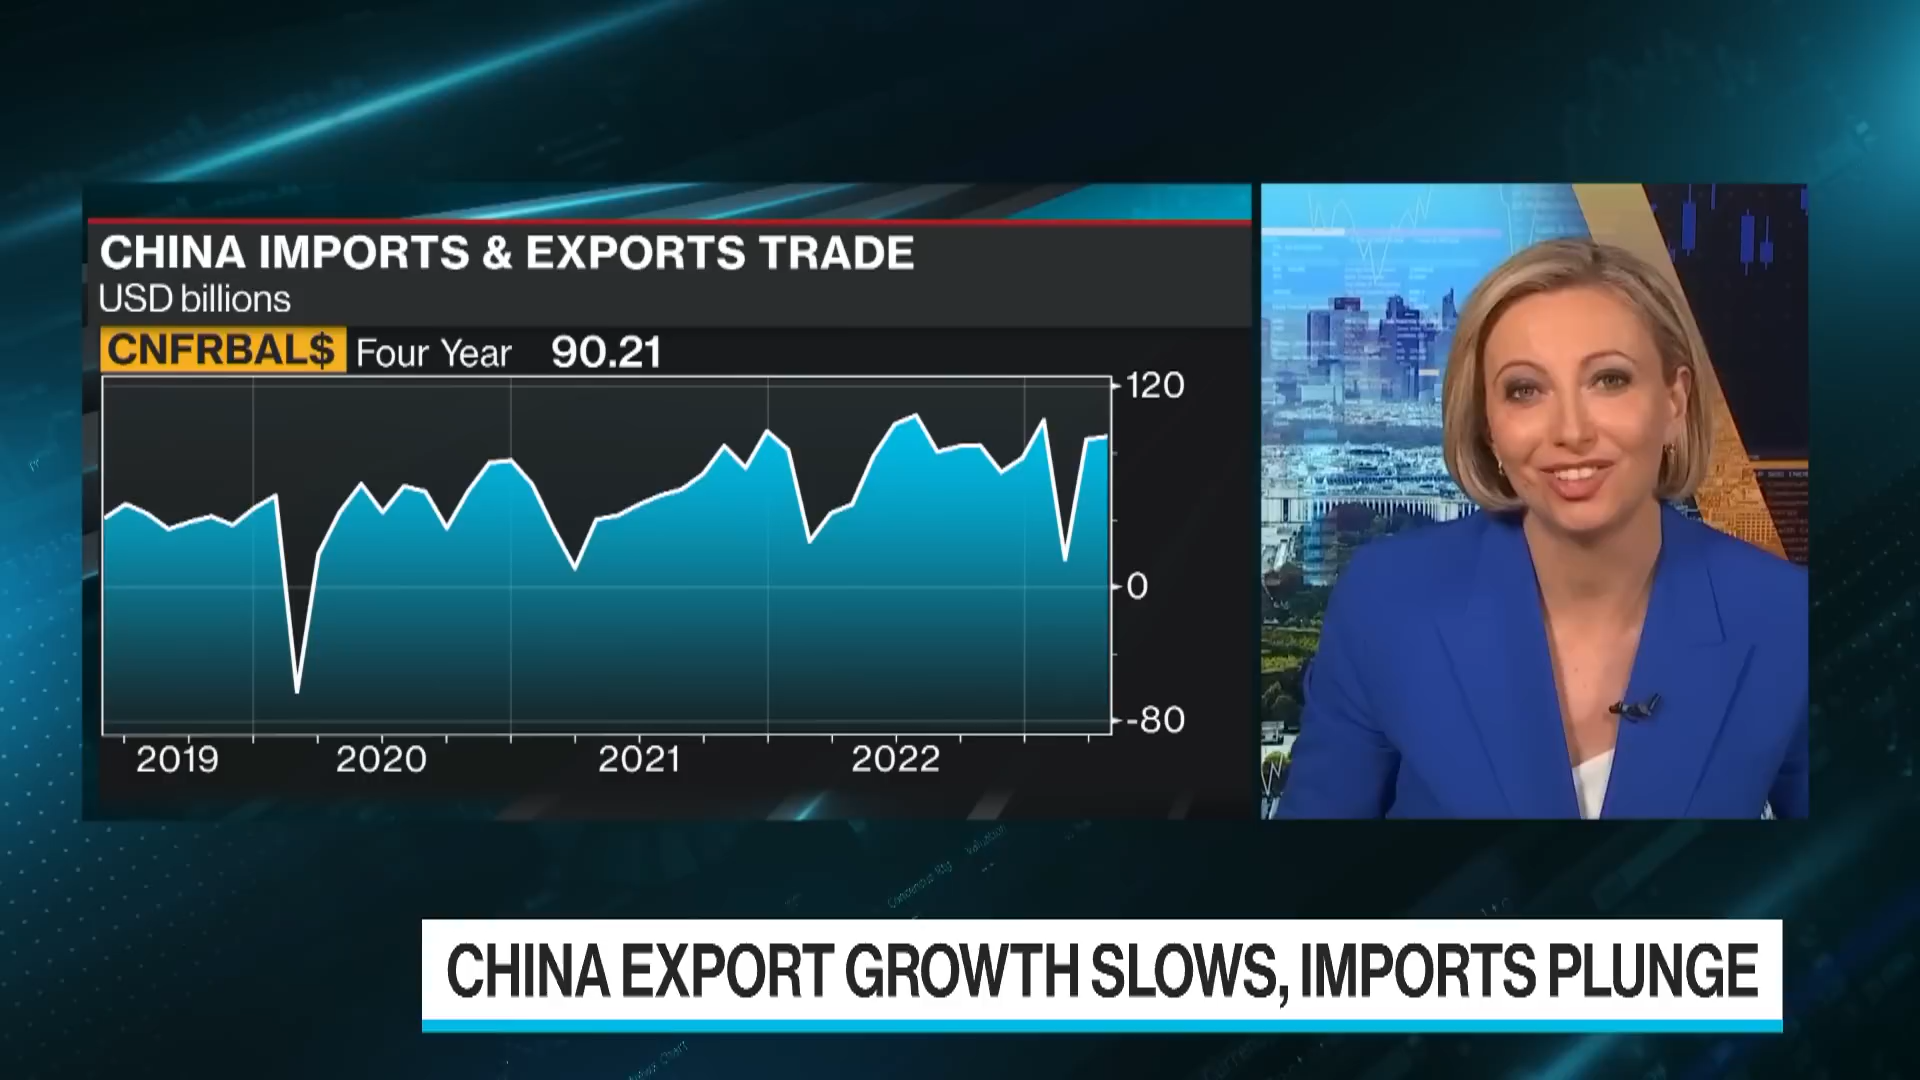 CHINA IMPORTS & EXPORTS TRADE
USD billions
CNFRBAL$ Four Year 90.21
120
0
-80
2019 2020 2021 2022
CHINA EXPORT GROWTH SLOWS, IMPORTS PLUNGE